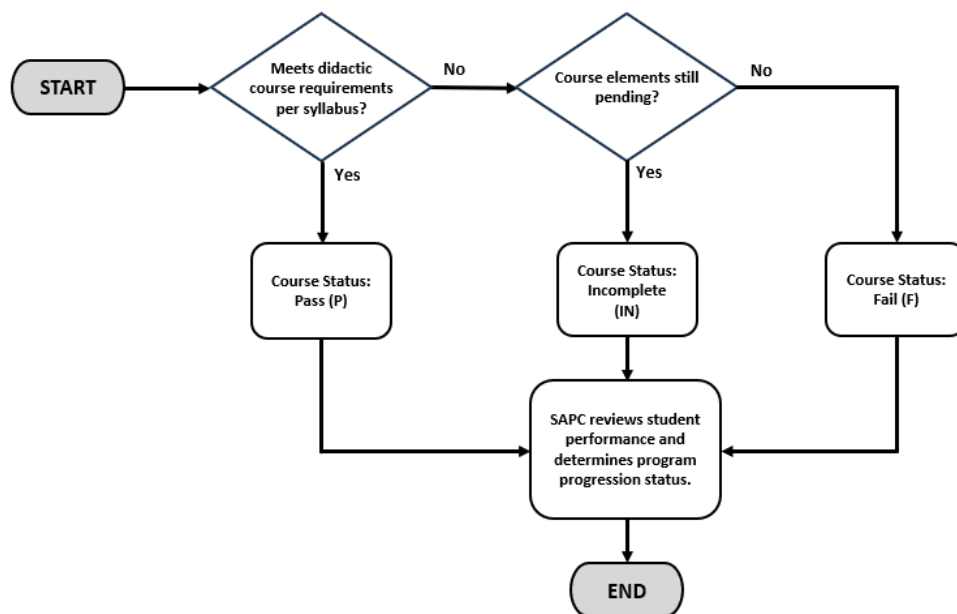 START
Meets didactic
course requirements
per syllabus?
No
Course elements still
pending?
No
Yes
Yes
Course Status:
Pass (P)
Course Status:
Incomplete
(IN)
Course Status:
Fail (F)
SAPC reviews student
performance and
determines program
progression status.
END